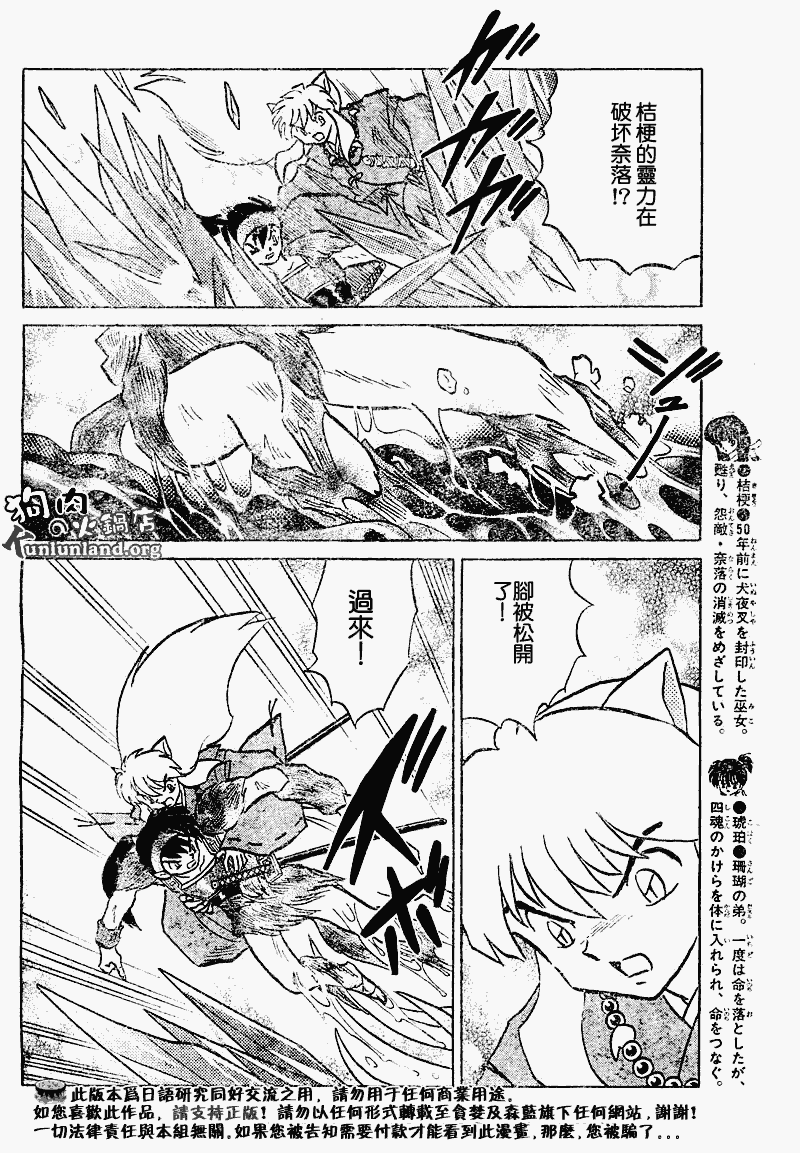 桔梗的靈力在
破坏奈落!?
ガガガ
ジュー
腳被松開
了!
過來!
ガガッ
●桔梗●50年前に犬夜叉を封印した巫女。
甦り、怨敵・奈落の消滅をめざしている。
●琥珀●珊瑚の弟。一度は命を落としたが、
四魂のかけらを体に入れられ、命をつなぐ。
狗肉の火鍋店
Kuniunland.org
此版本爲日語研究同好交流之用，請勿用于任何商業用途。
如您喜歡此作品，請支持正版！請勿以任何形式轉載至貪婪及森藍旗下任何網站，謝謝！
一切法律責任與本組無關。如果您被告知需要付款才能看到此漫畫，那麼，您被騙了...